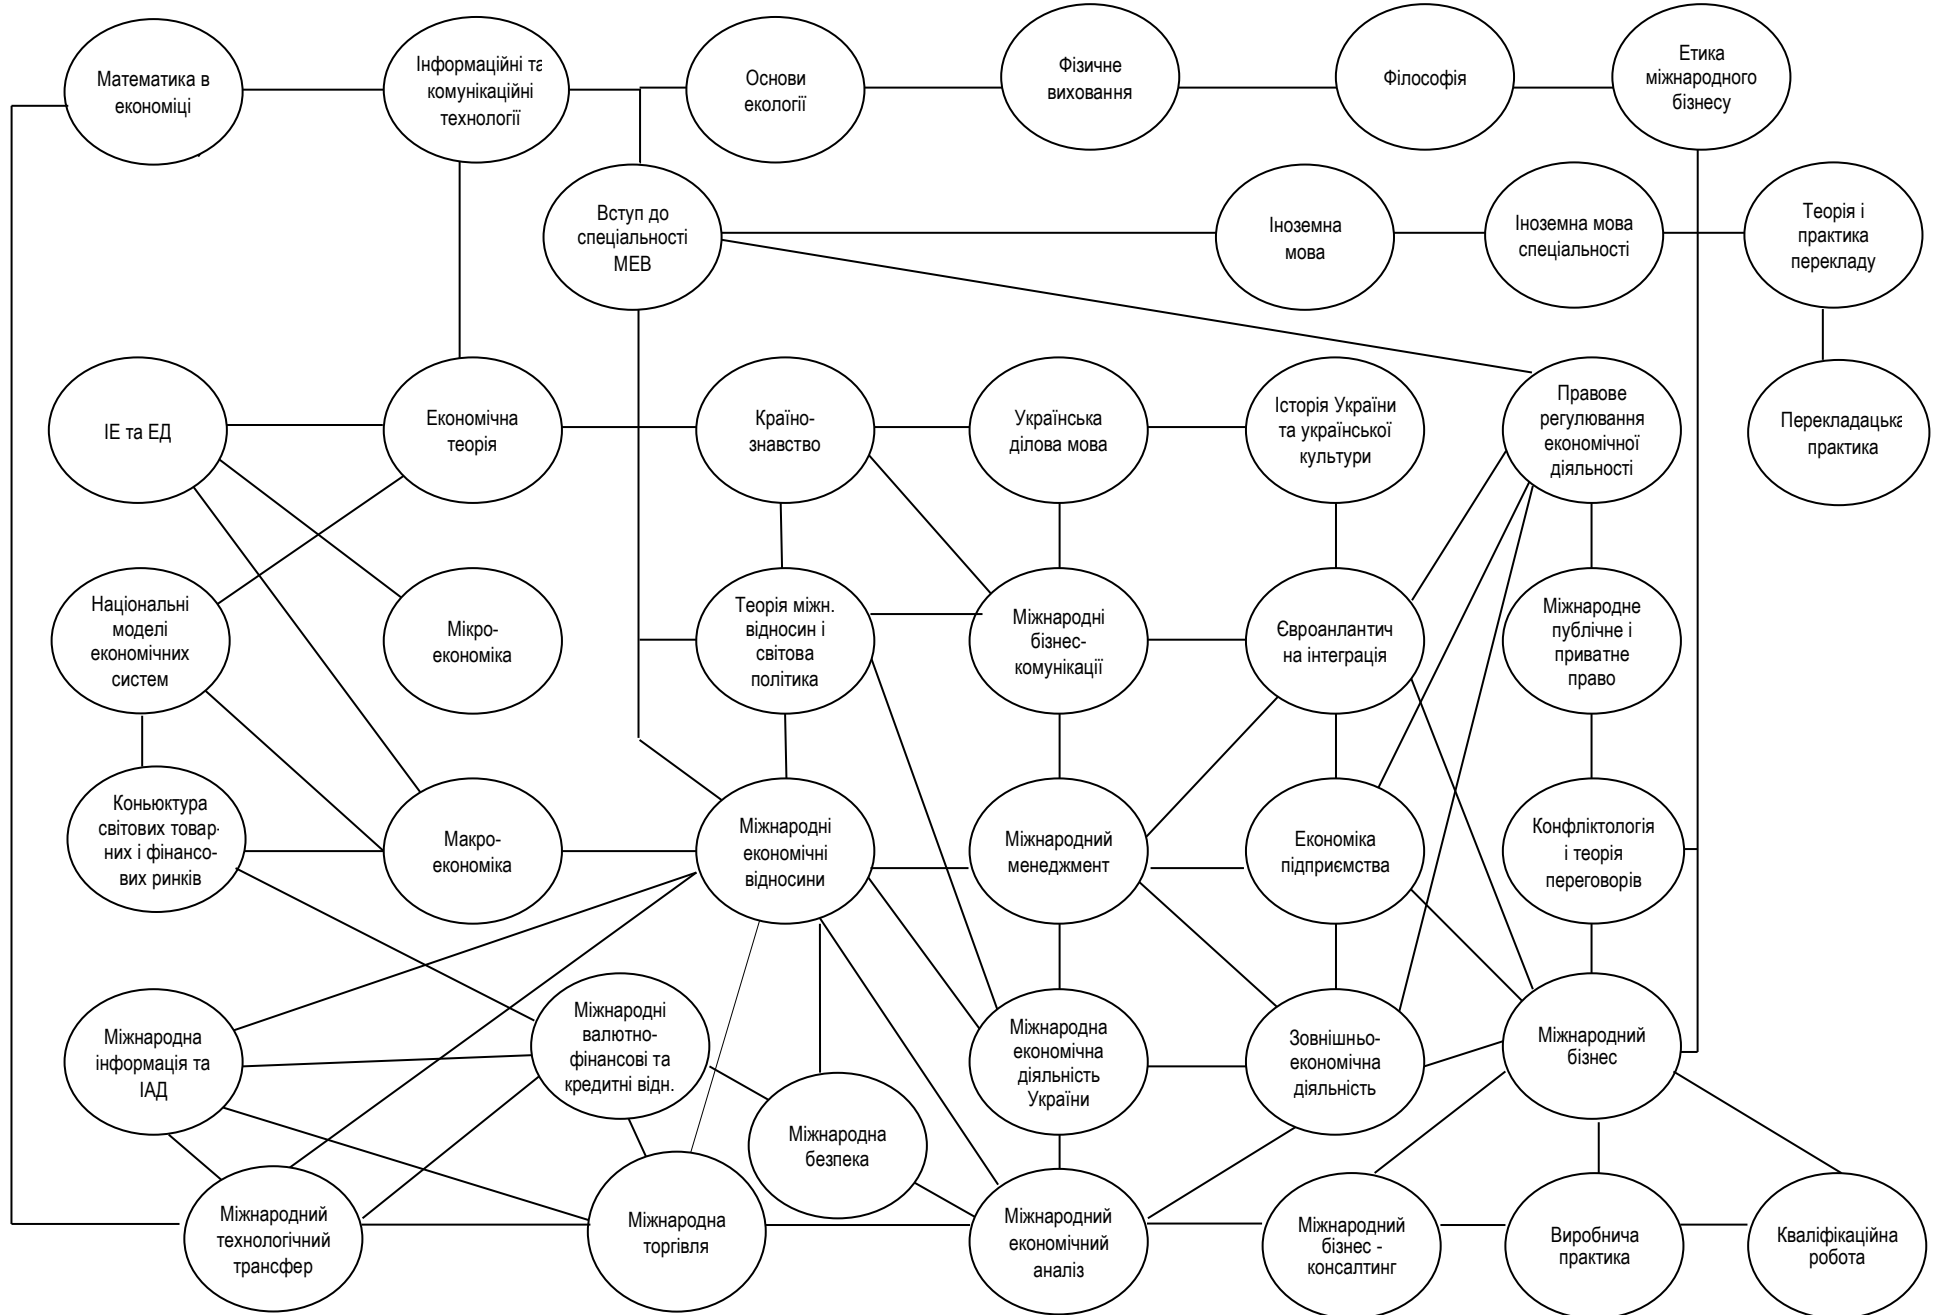 Математика в
економіці
Інформаційні та
комунікаційні
технології
Основи
екології
Фізичне
виховання
Філософія
Етика
міжнародного
бізнесу
Вступ до
спеціальності
МЕВ
Іноземна
мова
Іноземна мова
спеціальності
Теорія і
практика
перекладу
ІЕ та ЕД
Економічна
теорія
Країно-
знавство
Українська
ділова мова
Історія України
та української
культури
Правове
регулювання
економічної
діяльності
Перекладацька
практика
Національні
моделі
економічних
систем
Мікро-
економіка
Теорія міжн.
відносин і
світова
політика
Міжнародні
бізнес-
комунікації
Євроанлантич
на інтеграція
Міжнародне
публічне і
приватне
право
Коньюктура
світових товар-
них і фінансо-
вих ринків
Макро-
економіка
Міжнародні
економічні
відносини
Міжнародний
менеджмент
Економіка
підприємства
Конфліктологія
і теорія
переговорів
Міжнародна
інформація та
ІАД
Міжнародні
валютно-
фінансові та
кредитні відн.
Міжнародна
безпека
Міжнародна
економічна
діяльність
України
Зовнішньо-
економічна
діяльність
Міжнародний
бізнес
Міжнародний
технологічний
трансфер
Міжнародна
торгівля
Міжнародний
економічний
аналіз
Міжнародний
бізнес -
консалтинг
Виробнича
практика
Кваліфікаційна
робота